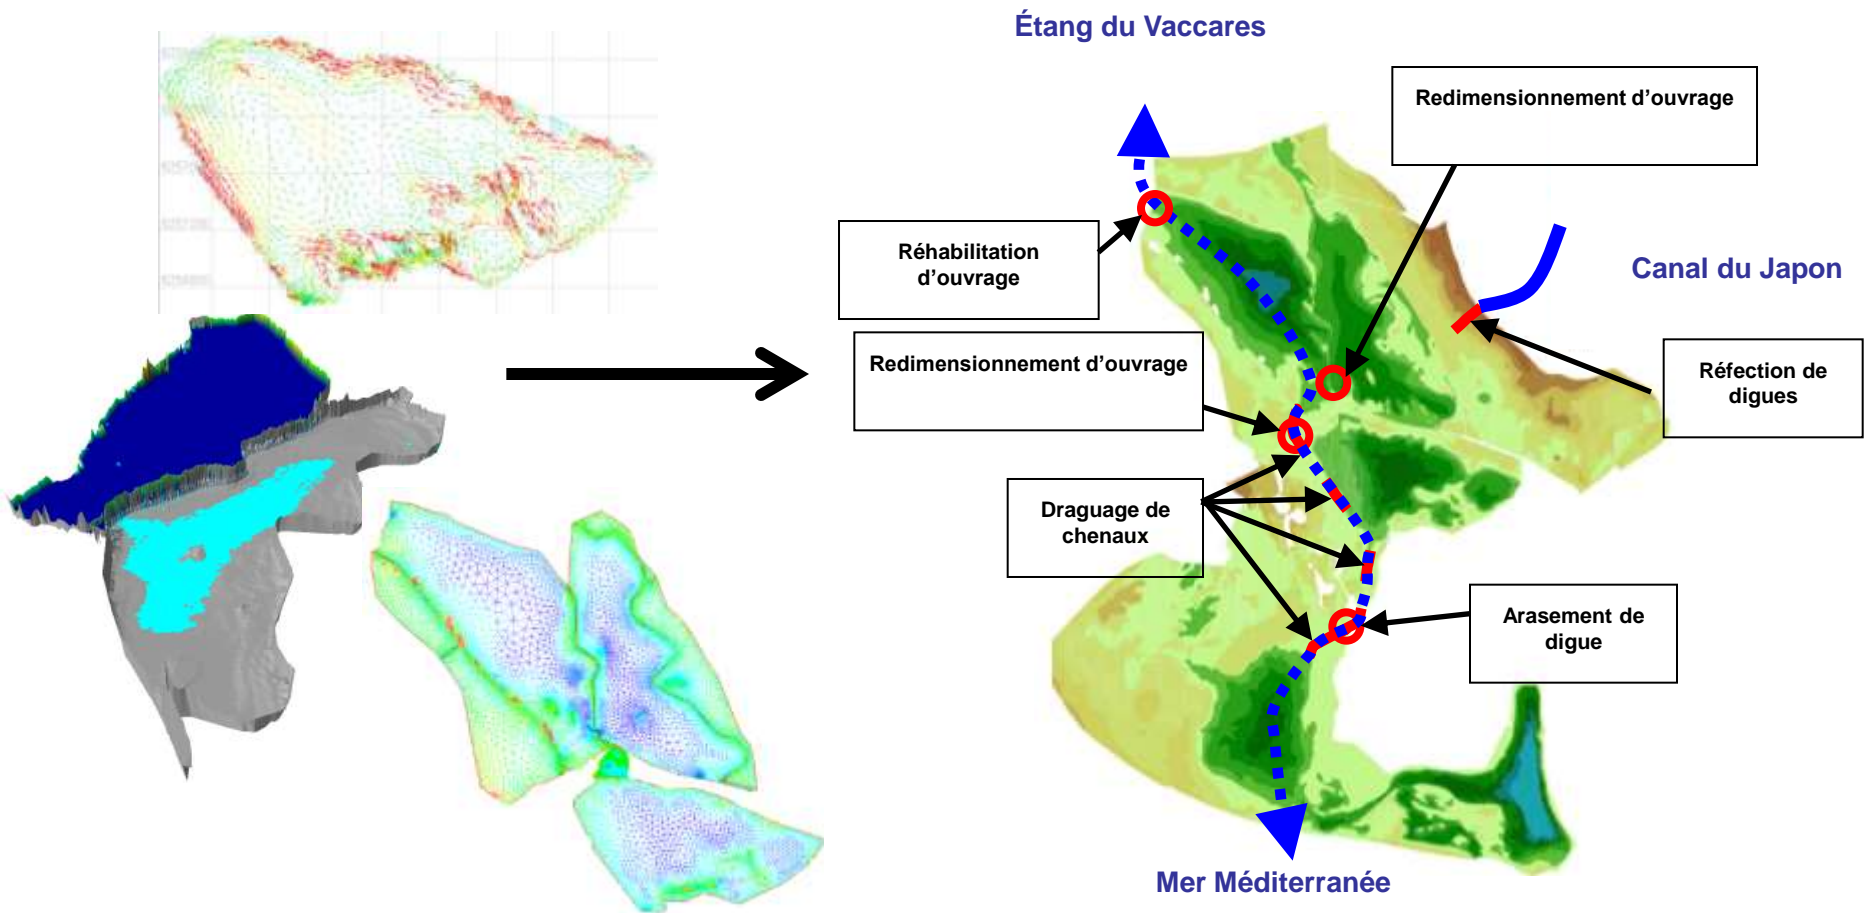 Étang du Vaccares
Redimensionnement d’ouvrage
Réhabilitation
d’ouvrage
Canal du Japon
Redimensionnement d’ouvrage
Réfection de
digues
Draguage de
chenaux
Arasement de
digue
Mer Méditerranée